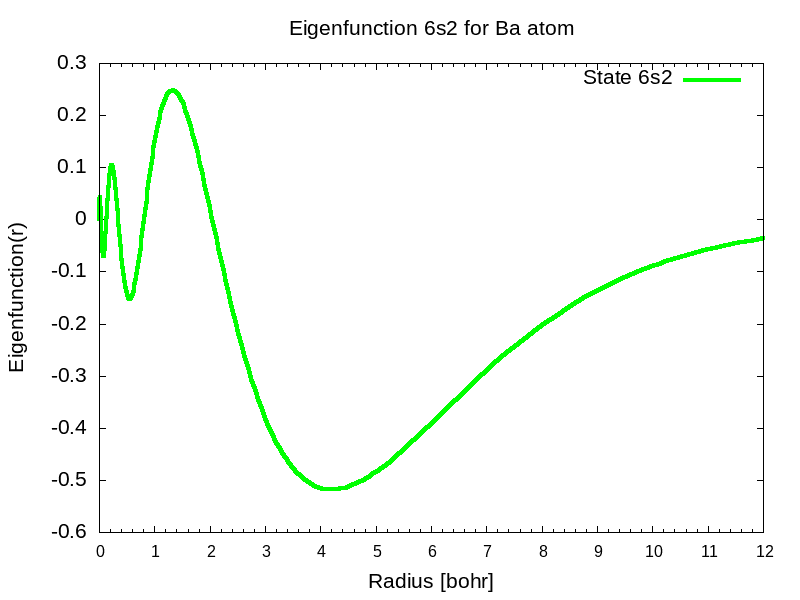 Eigenfunction 6s2 for Ba atom
State 6s2
Eigenfunction(r)
0.3
0.2
0.1
0
-0.1
-0.2
-0.3
-0.4
-0.5
-0.6
0 1 2 3 4 5 6 7 8 9 10 11 12
Radius [bohr]